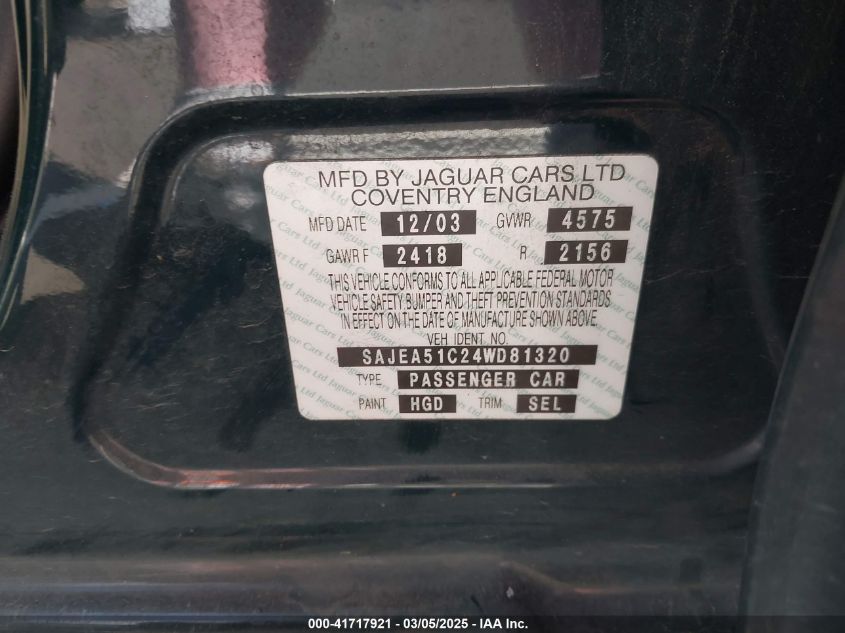 MFD BY JAGUAR CARS LTD
COVENTRY ENGLAND
MFD DATE 12/03 GVWR 4575
GAWR F 2418 R 2156
THIS VEHICLE CONFORMS TO ALL APPLICABLE FEDERAL MOTOR
VEHICLE SAFETY BUMPER AND THEFT PREVENTION STANDARDS
IN EFFECT ON THE DATE OF MANUFACTURE SHOWN ABOVE.
VEH IDENT NO.
SAJEA51C24WD81320
TYPE PASSENGER CAR
PAINT HGD TRIM SEL
000-41717921 - 03/05/2025 - IAA Inc.